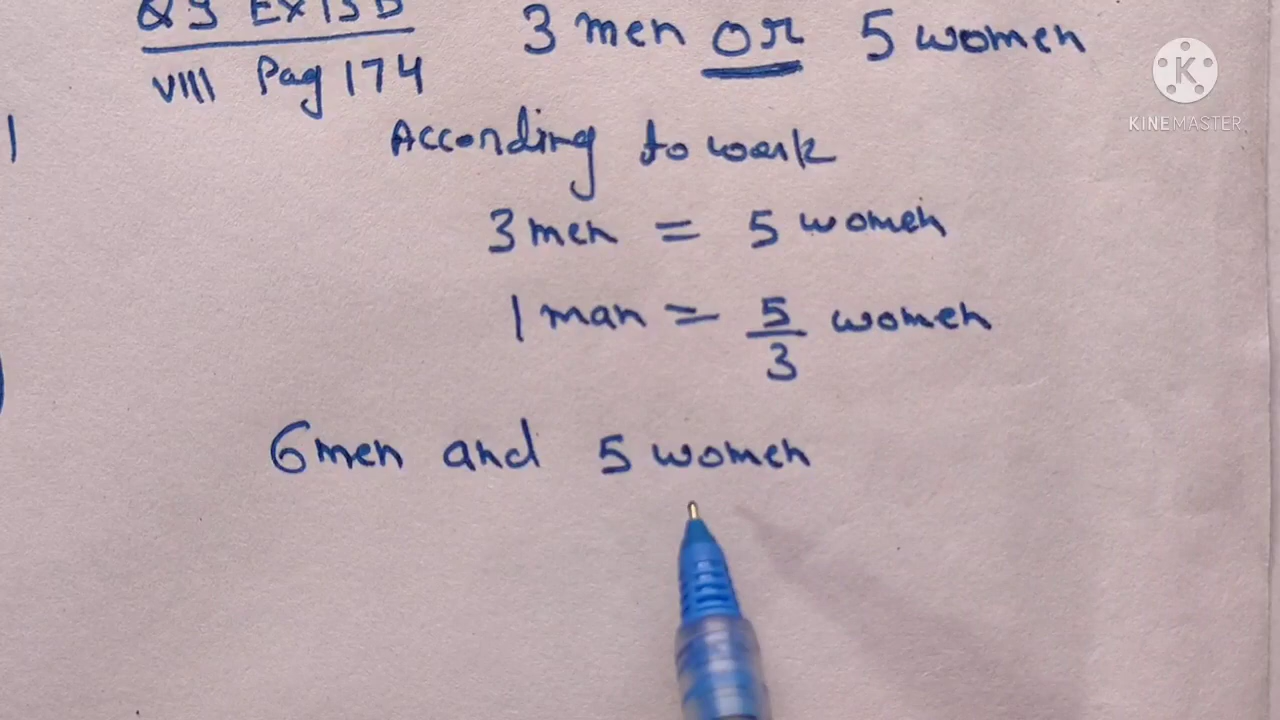 3 men or 5 women
VIII Pag 174
1
According to work
3 men = 5 women
1 man = 5/3 women
6 men and 5 women
KINEMASTER